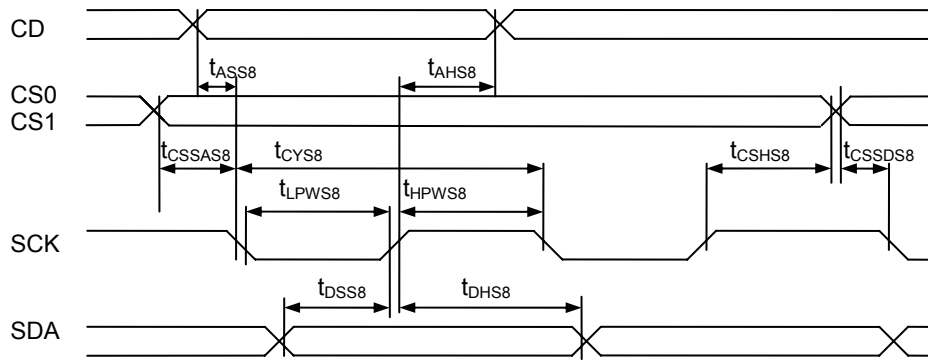 CD
tASS8 tAHS8
CS0
CS1
tCSSAS8 tCYS8 tCSHS8 tCSSDS8
tLPWS8 tHPWS8
SCK
tDSS8 tDHS8
SDA